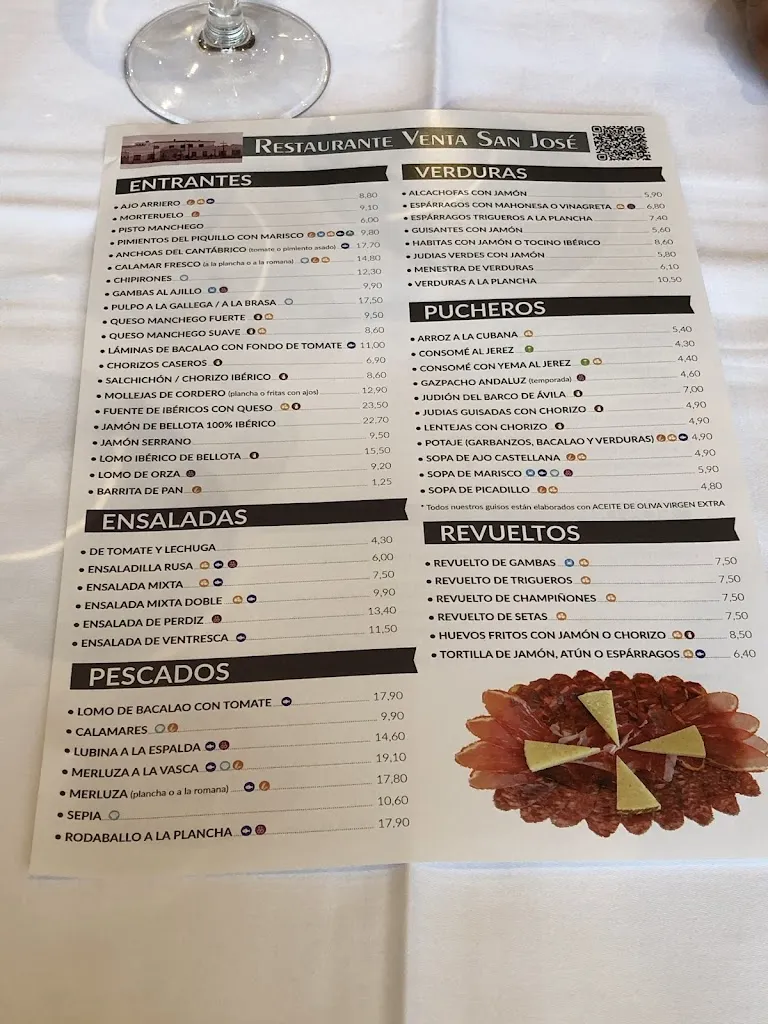 RESTAURANTE VENTA SAN JOSÉ
ENTRANTES
• AJO ARRIERO 8,80
• MORTERUELO 9,10
• PISTO MANCHEGO 6,00
• PIMIENTOS DEL PIQUILLO CON MARISCO 9,80
• ANCHOAS DEL CANTÁBRICO (tomate o pimiento asado) 17,70
• CALAMAR FRESCO (a la plancha o a la romana) 14,80
• CHIPIRONES 12,30
• GAMBAS AL AJILLO 9,90
• PULPO A LA GALLEGA / A LA BRASA 17,50
• QUESO MANCHEGO FUERTE 9,50
• QUESO MANCHEGO SUAVE 8,60
• LÁMINAS DE BACALAO CON FONDO DE TOMATE 11,00
• CHORIZOS CASEROS 6,90
• SALCHICHÓN / CHORIZO IBÉRICO 8,60
• MOLLEJAS DE CORDERO (plancha o fritas con ajos) 12,90
• FUENTE DE IBÉRICOS CON QUESO 23,50
• JAMÓN DE BELLOTA 100% IBÉRICO 22,70
• JAMÓN SERRANO 9,50
• LOMO IBÉRICO DE BELLOTA 15,50
• LOMO DE ORZA 9,20
• BARRITA DE PAN 1,25
ENSALADAS
• DE TOMATE Y LECHUGA 4,30
• ENSALADILLA RUSA 6,00
• ENSALADA MIXTA 7,50
• ENSALADA MIXTA DOBLE 9,90
• ENSALADA DE PERDIZ 13,40
• ENSALADA DE VENTRESCA 11,50
PESCADOS
• LOMO DE BACALAO CON TOMATE 17,90
• CALAMARES 9,90
• LUBINA A LA ESPALDA 14,60
• MERLUZA A LA VASCA 19,10
• MERLUZA (plancha o a la romana) 17,80
• SEPIA 10,60
• RODABALLO A LA PLANCHA 17,90
VERDURAS
• ALCACHOFAS CON JAMÓN 5,90
• ESPÁRRAGOS CON MAHONESA O VINAGRETA 6,80
• ESPÁRRAGOS TRIGUEROS A LA PLANCHA 7,40
• GUISANTES CON JAMÓN 5,60
• HABITAS CON JAMÓN O TOCINO IBÉRICO 8,60
• JUDIAS VERDES CON JAMÓN 5,80
• MENESTRA DE VERDURAS 6,10
• VERDURAS A LA PLANCHA 10,50
PUCHEROS
• ARROZ A LA CUBANA 5,40
• CONSOMÉ AL JEREZ 4,30
• CONSOMÉ CON YEMA AL JEREZ 4,40
• GAZPACHO ANDALUZ (temporada) 4,60
• JUDIÓN DEL BARCO DE ÁVILA 7,00
• JUDIAS GUISADAS CON CHORIZO 4,90
• LENTEJAS CON CHORIZO 4,90
• POTAJE (GARBANZOS, BACALAO Y VERDURAS) 4,90
• SOPA DE AJO CASTELLANA 4,90
• SOPA DE MARISCO 5,90
• SOPA DE PICADILLO 4,80
* Todos nuestros guisos están elaborados con ACEITE DE OLIVA VIRGEN EXTRA
REVUELTOS
• REVUELTO DE GAMBAS 7,50
• REVUELTO DE TRIGUEROS 7,50
• REVUELTO DE CHAMPIÑONES 7,50
• REVUELTO DE SETAS 7,50
• HUEVOS FRITOS CON JAMÓN O CHORIZO 8,50
• TORTILLA DE JAMÓN, ATÚN O ESPÁRRAGOS 6,40